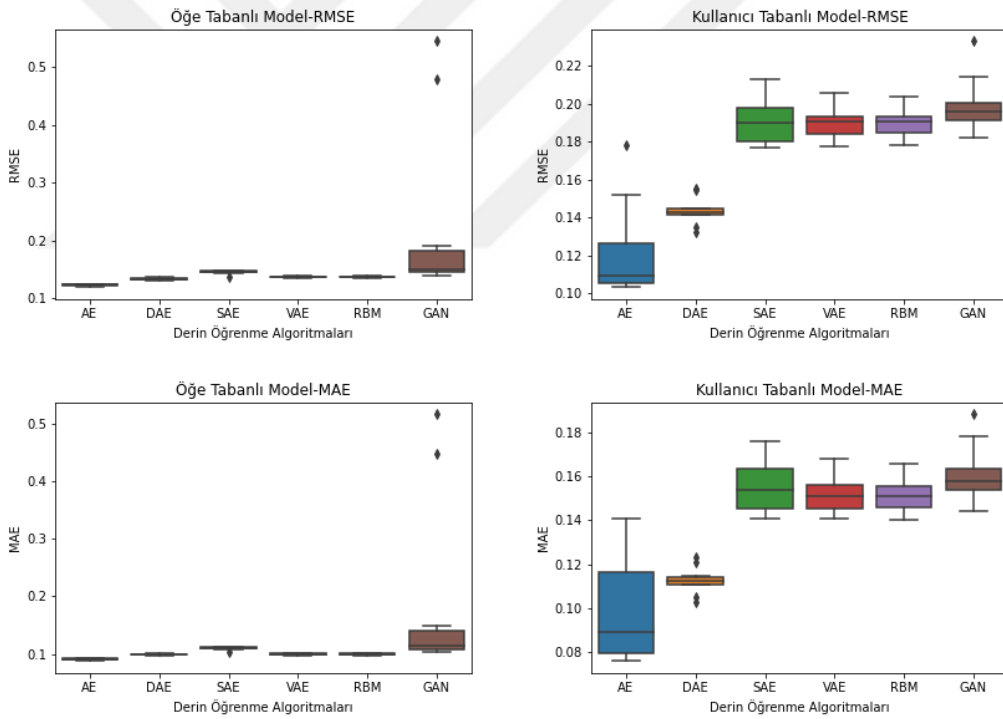 Öğe Tabanlı Model-RMSE
0.5
0.4
0.3
0.2
0.1
RMSE
AE DAE SAE VAE RBM GAN
Derin Öğrenme Algoritmaları
Kullanıcı Tabanlı Model-RMSE
0.22
0.20
0.18
0.16
0.14
0.12
0.10
RMSE
AE DAE SAE VAE RBM GAN
Derin Öğrenme Algoritmaları
Öğe Tabanlı Model-MAE
0.5
0.4
0.3
0.2
0.1
MAE
AE DAE SAE VAE RBM GAN
Derin Öğrenme Algoritmaları
Kullanıcı Tabanlı Model-MAE
0.18
0.16
0.14
0.12
0.10
0.08
MAE
AE DAE SAE VAE RBM GAN
Derin Öğrenme Algoritmaları